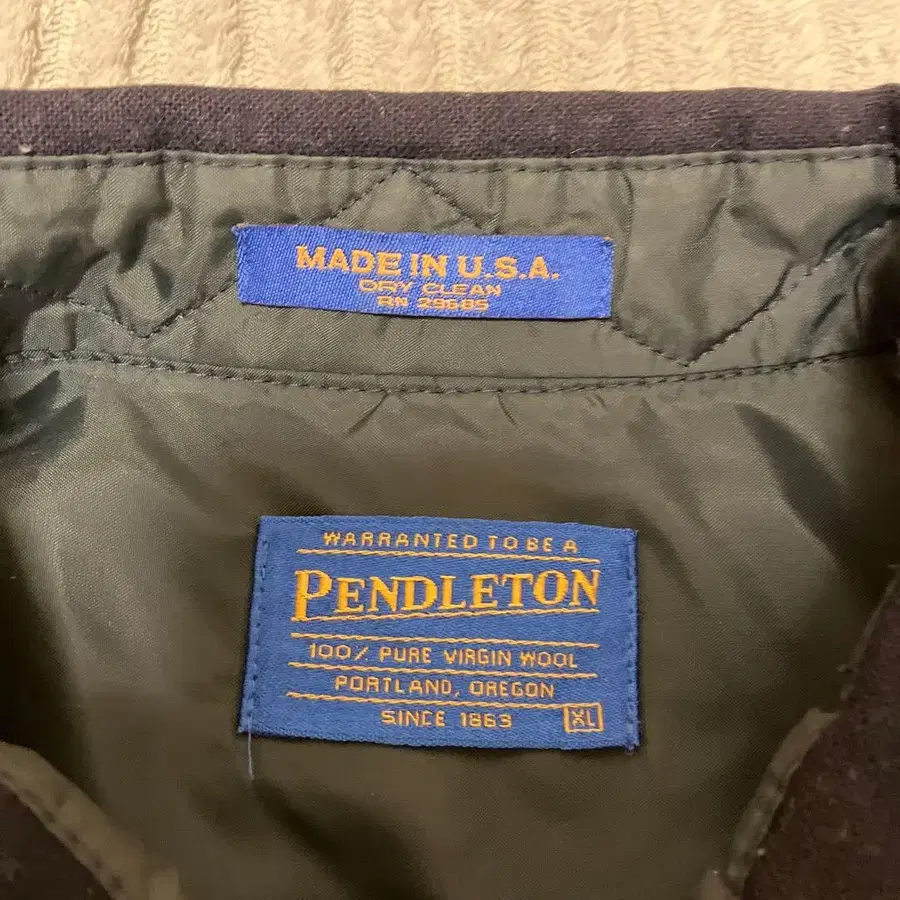 MADE IN U.S.A.
DRY CLEAN
RN 29685
WARRANTED TO BE A
PENDLETON
100% PURE VIRGIN WOOL
PORTLAND, OREGON
SINCE 1863 XL